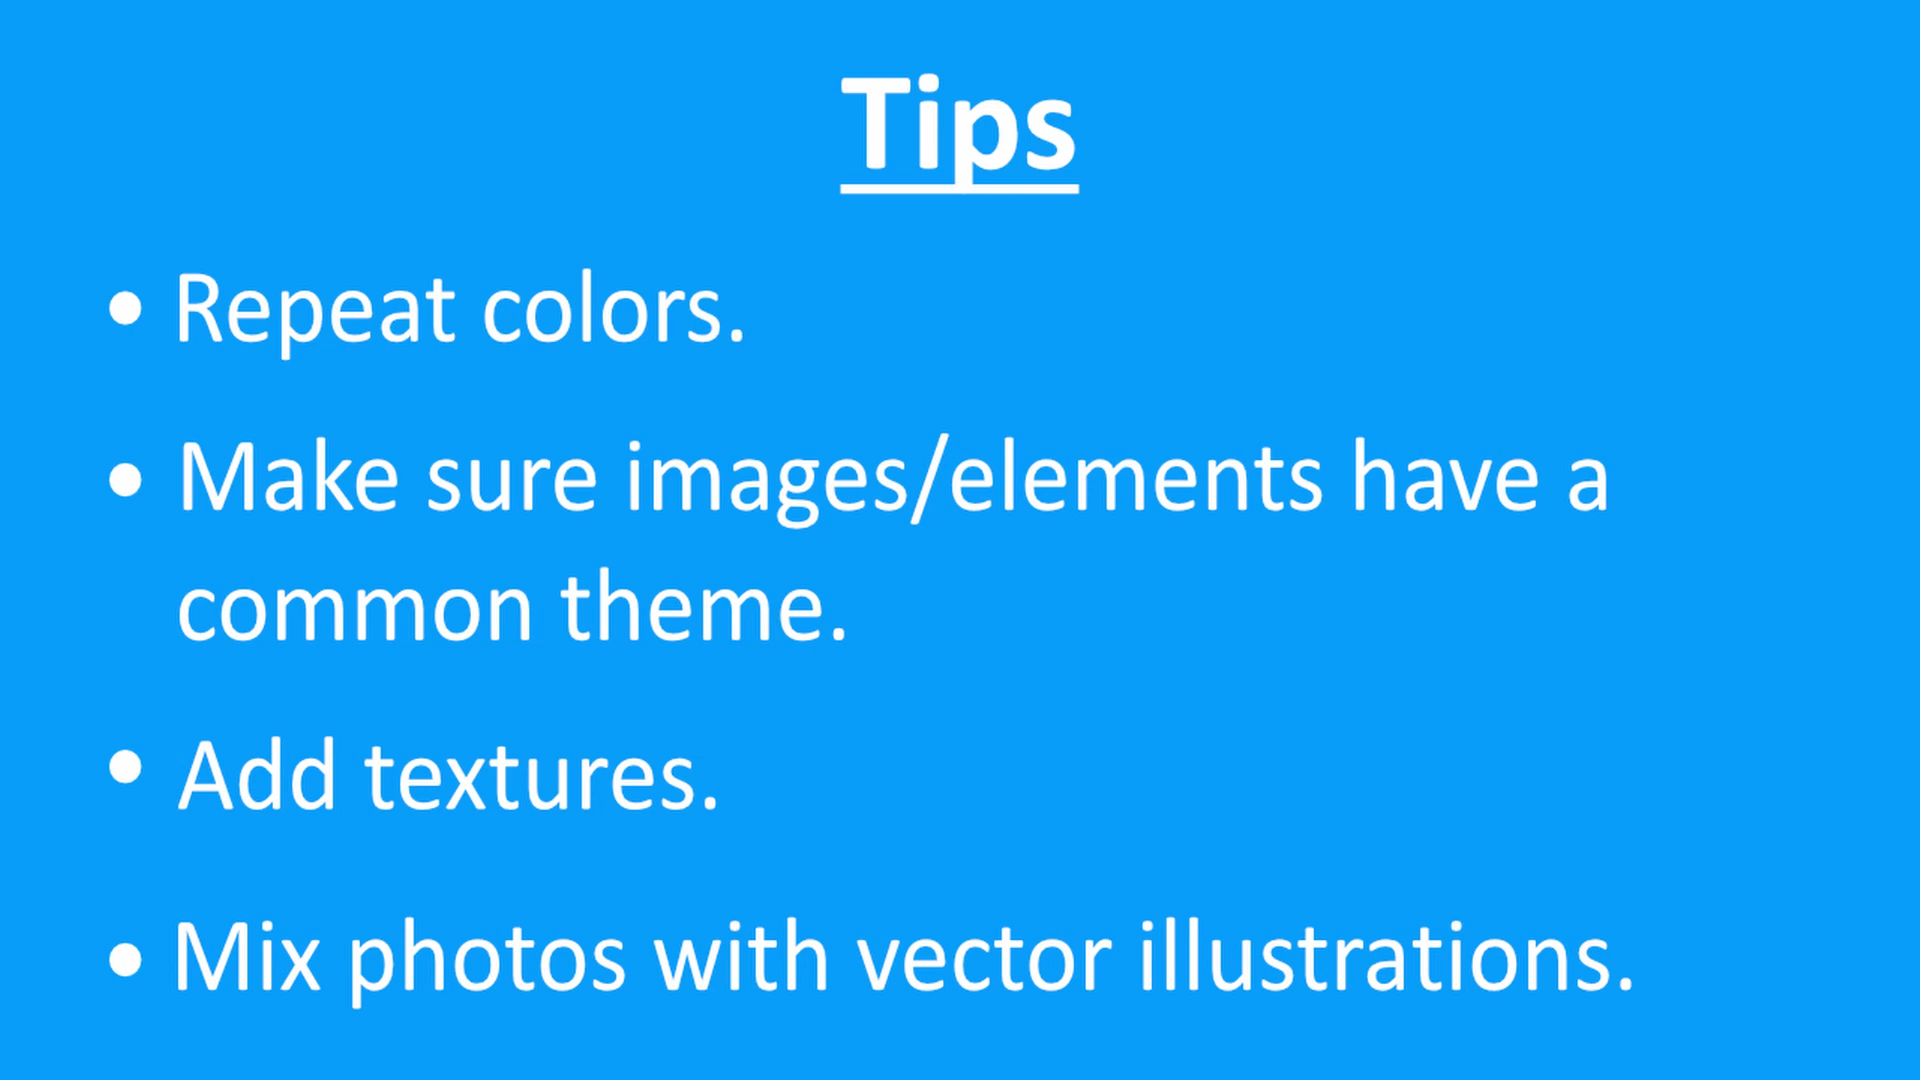 Tips
• Repeat colors.
• Make sure images/elements have a
common theme.
• Add textures.
• Mix photos with vector illustrations.